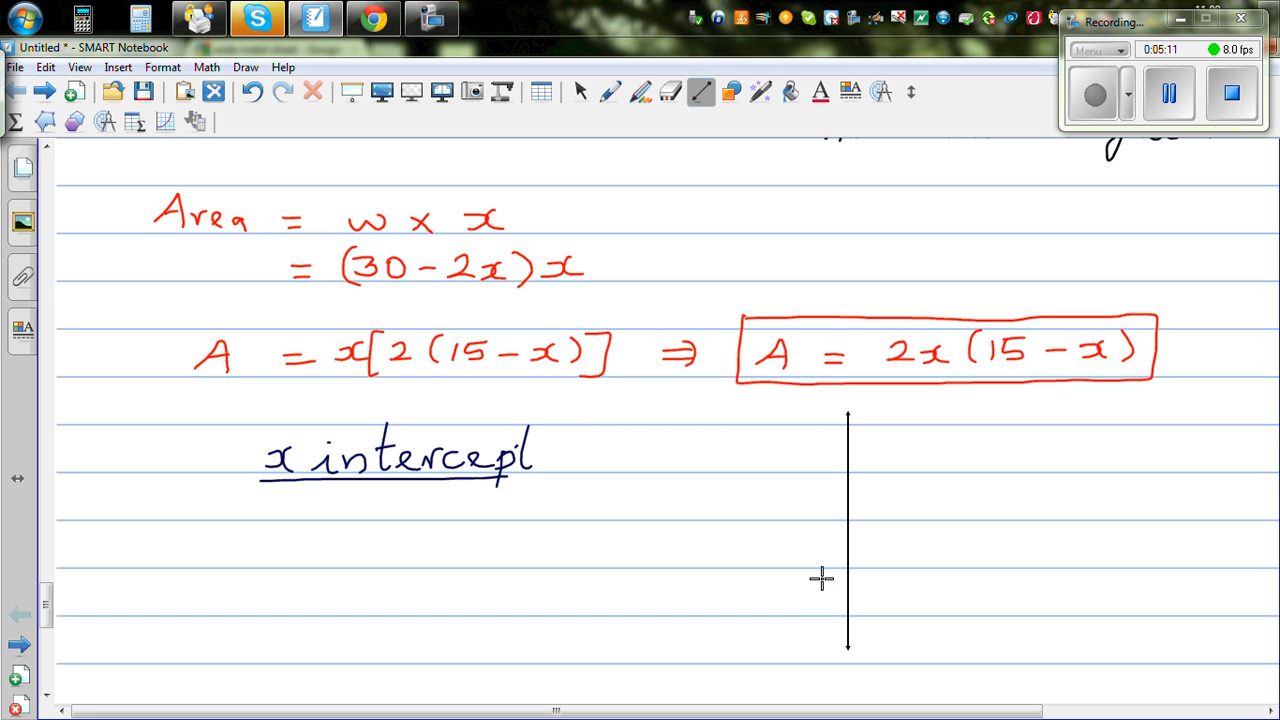 Recording...
Untitled * - SMART Notebook
Menu
0:05:11
8.0 fps
File Edit View Insert Format Math Draw Help
Area = w × x
= (30 - 2x) x
A = x[2(15 - x)] ⇒ A = 2x(15 - x)
x intercept